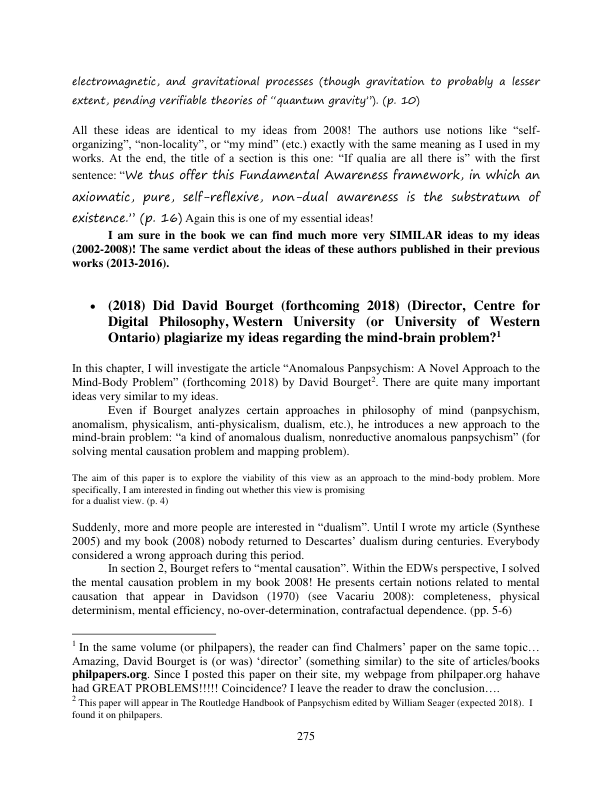 electromagnetic, and gravitational processes (though gravitation to probably a lesser
extent, pending verifiable theories of “quantum gravity”). (p. 10)
All these ideas are identical to my ideas from 2008! The authors use notions like “self-
organizing”, “non-locality”, or “my mind” (etc.) exactly with the same meaning as I used in my
works. At the end, the title of a section is this one: “If qualia are all there is” with the first
sentence: “We thus offer this Fundamental Awareness framework, in which an
axiomatic, pure, self-reflexive, non-dual awareness is the substratum of
existence.” (p. 16) Again this is one of my essential ideas!
I am sure in the book we can find much more very SIMILAR ideas to my ideas
(2002-2008)! The same verdict about the ideas of these authors published in their previous
works (2013-2016).
• (2018) Did David Bourget (forthcoming 2018) (Director, Centre for
Digital Philosophy, Western University (or University of Western
Ontario) plagiarize my ideas regarding the mind-brain problem?1
In this chapter, I will investigate the article “Anomalous Panpsychism: A Novel Approach to the
Mind-Body Problem” (forthcoming 2018) by David Bourget2. There are quite many important
ideas very similar to my ideas.
Even if Bourget analyzes certain approaches in philosophy of mind (panpsychism,
anomalism, physicalism, anti-physicalism, dualism, etc.), he introduces a new approach to the
mind-brain problem: “a kind of anomalous dualism, nonreductive anomalous panpsychism” (for
solving mental causation problem and mapping problem).
The aim of this paper is to explore the viability of this view as an approach to the mind-body problem. More
specifically, I am interested in finding out whether this view is promising
for a dualist view. (p. 4)
Suddenly, more and more people are interested in “dualism”. Until I wrote my article (Synthese
2005) and my book (2008) nobody returned to Descartes’ dualism during centuries. Everybody
considered a wrong approach during this period.
In section 2, Bourget refers to “mental causation”. Within the EDWs perspective, I solved
the mental causation problem in my book 2008! He presents certain notions related to mental
causation that appear in Davidson (1970) (see Vacariu 2008): completeness, physical
determinism, mental efficiency, no-over-determination, contrafactual dependence. (pp. 5-6)
1 In the same volume (or philpapers), the reader can find Chalmers’ paper on the same topic…
Amazing, David Bourget is (or was) ‘director’ (something similar) to the site of articles/books
philpapers.org. Since I posted this paper on their site, my webpage from philpaper.org hahave
had GREAT PROBLEMS!!!!! Coincidence? I leave the reader to draw the conclusion….
2 This paper will appear in The Routledge Handbook of Panpsychism edited by William Seager (expected 2018). I
found it on philpapers.
275